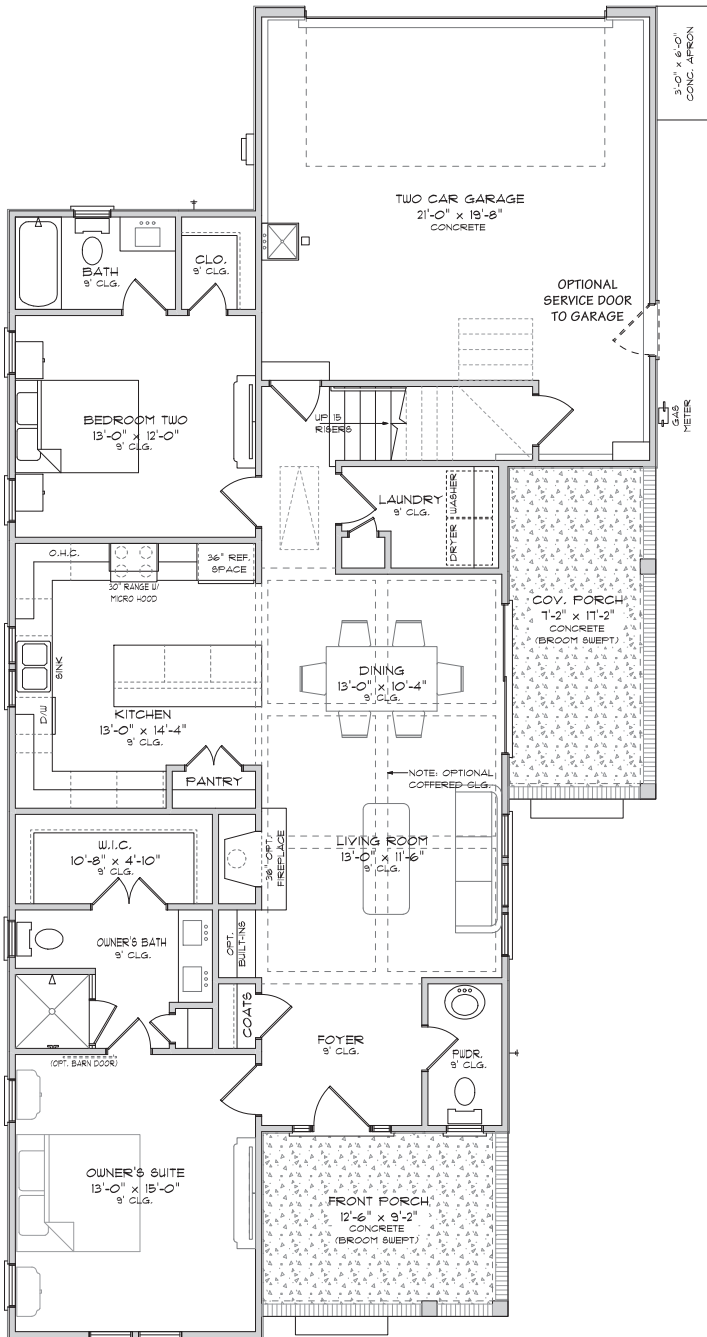 3'-0" x 6'-0"
CONC. APRON
TWO CAR GARAGE
21'-0" x 19'-8"
CONCRETE
OPTIONAL
SERVICE DOOR
TO GARAGE
BATH
9' CLG.
CLO.
9' CLG.
GAS
METER
BEDROOM TWO
13'-0" x 12'-0"
9' CLG.
UP 15
RISERS
LAUNDRY
9' CLG.
WASHER
DRYER
O.H.C.
30" RANGE W/
MICRO HOOD
36" REF.
SPACE
COV. PORCH
7'-2" x 17'-2"
CONCRETE
(BROOM SWEPT)
SINK
D/W
DINING
13'-0" x 10'-4"
9' CLG.
KITCHEN
13'-0" x 14'-4"
9' CLG.
PANTRY
NOTE: OPTIONAL
COFFERED CLG.
W.I.C.
10'-8" x 4'-10"
9' CLG.
36" OPT.
FIREPLACE
LIVING ROOM
13'-0" x 11'-6"
9' CLG.
OWNER'S BATH
9' CLG.
OPT.
BUILT-INS
COATS
FOYER
9' CLG.
PWDR.
9' CLG.
(OPT. BARN DOOR)
OWNER'S SUITE
13'-0" x 15'-0"
9' CLG.
FRONT PORCH
12'-6" x 9'-2"
CONCRETE
(BROOM SWEPT)